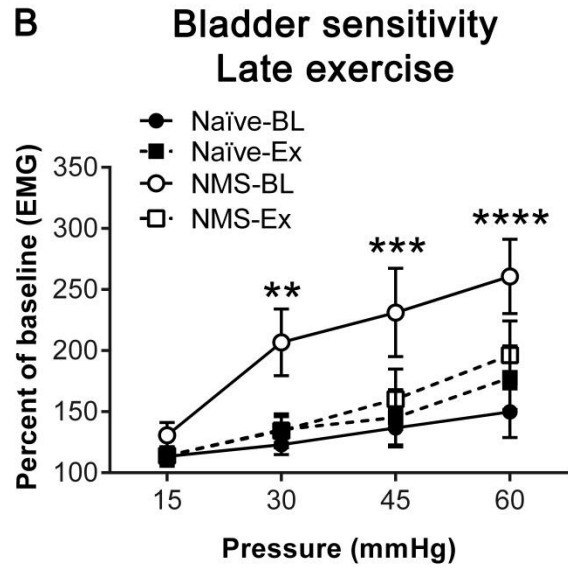 B
Bladder sensitivity
Late exercise
Naïve-BL
Naïve-Ex
NMS-BL
NMS-Ex
Percent of baseline (EMG)
350
300
250
200
150
100
**
***
****
15 30 45 60
Pressure (mmHg)